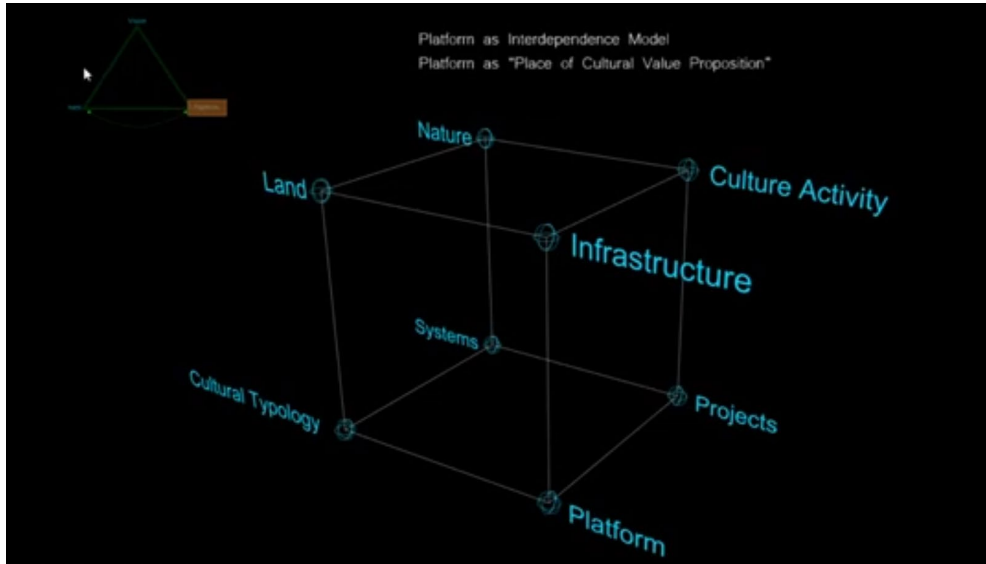 Platform as Interdependence Model
Platform as "Place of Cultural Value Proposition"
Nature
Land
Culture Activity
Infrastructure
Systems
Cultural Typology
Projects
Platform